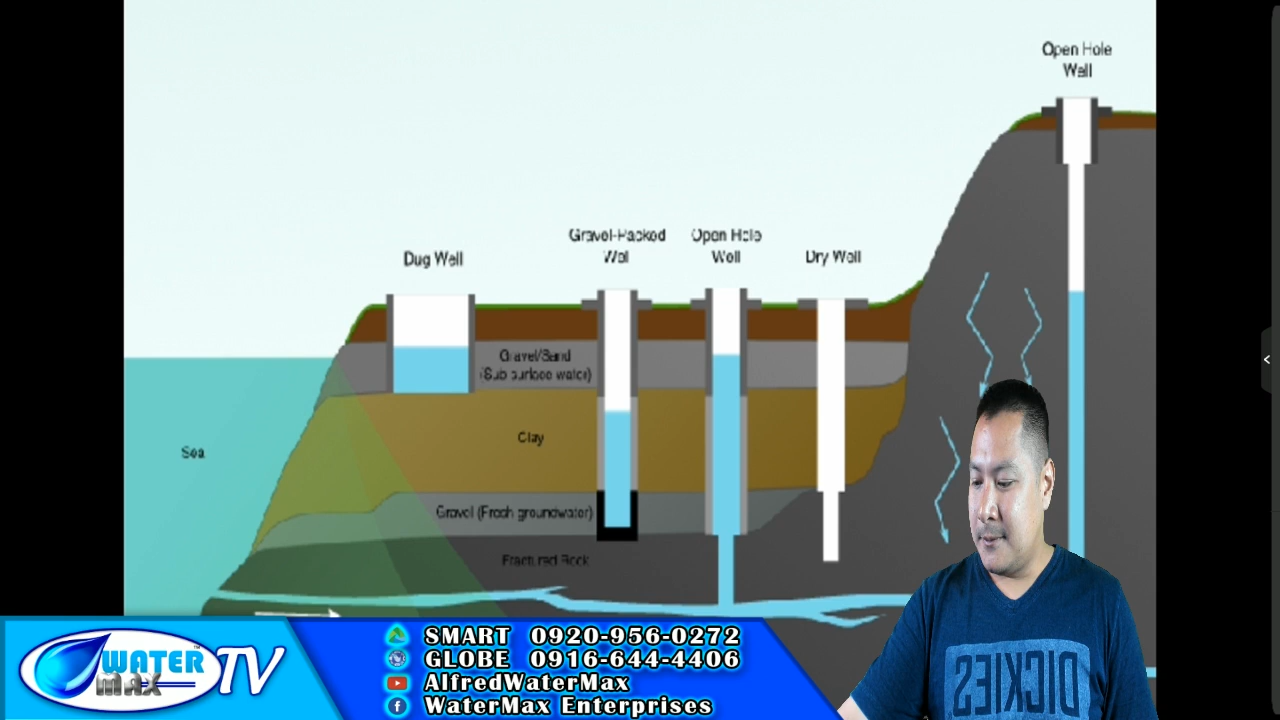 Open Hole
Well
Gravel-Packed
Well
Open Hole
Well
Dug Well
Dry Well
Gravel/Sand
(Sub surface water)
Sea
Clay
Gravel (Fresh groundwater)
Fractured Rock
SMART 0920-956-0272
GLOBE 0916-644-4406
AlfredWaterMax
WaterMax Enterprises
WATER
MAX
TV
DICKIES